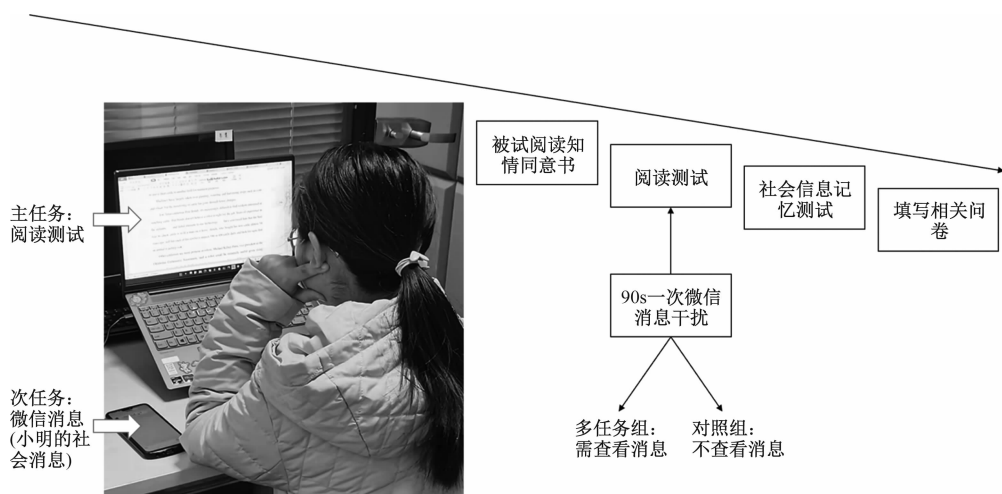 主任务：
阅读测试
次任务：
微信消息
(小明的社
会消息)
被试阅读知
情同意书
阅读测试
社会信息记
忆测试
填写相关问
卷
90s一次微信
消息干扰
多任务组：
需查看消息
对照组：
不查看消息